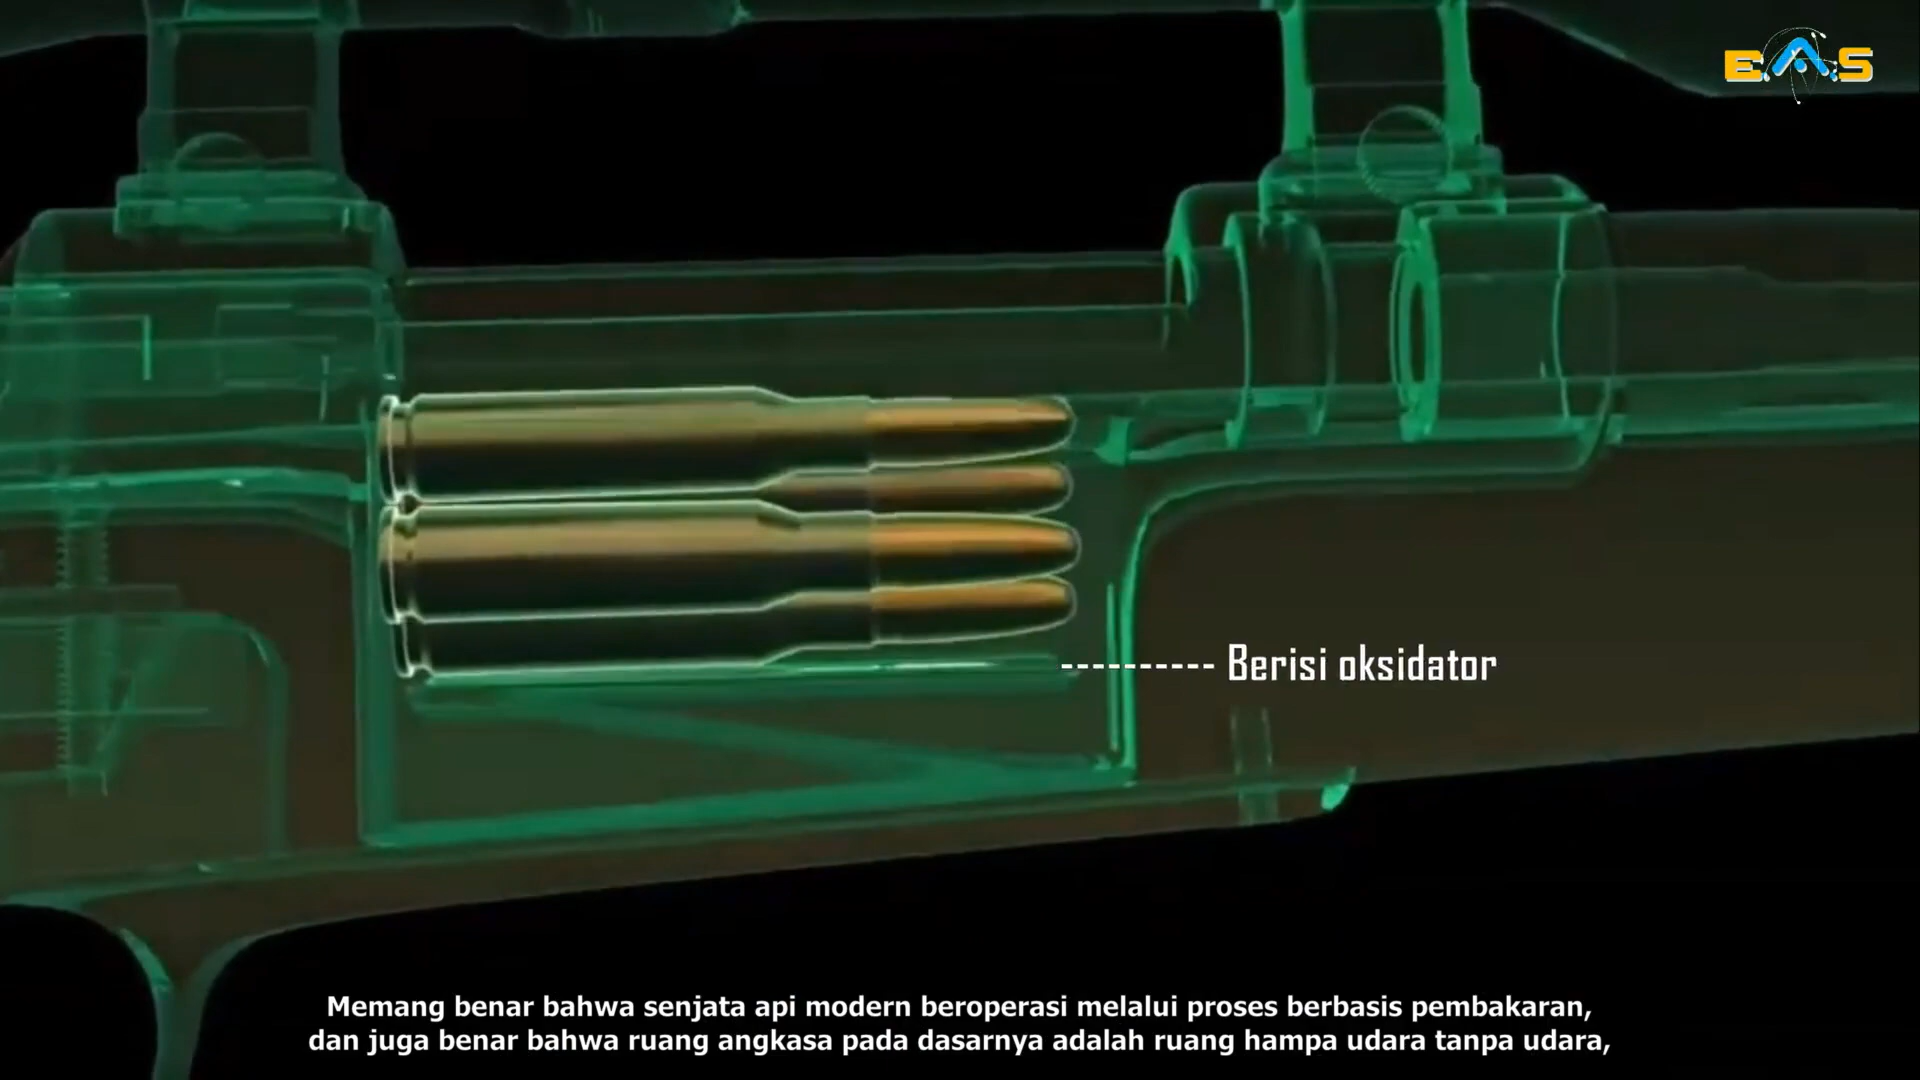 EAS
Berisi oksidator
Memang benar bahwa senjata api modern beroperasi melalui proses berbasis pembakaran,
dan juga benar bahwa ruang angkasa pada dasarnya adalah ruang hampa udara tanpa udara,